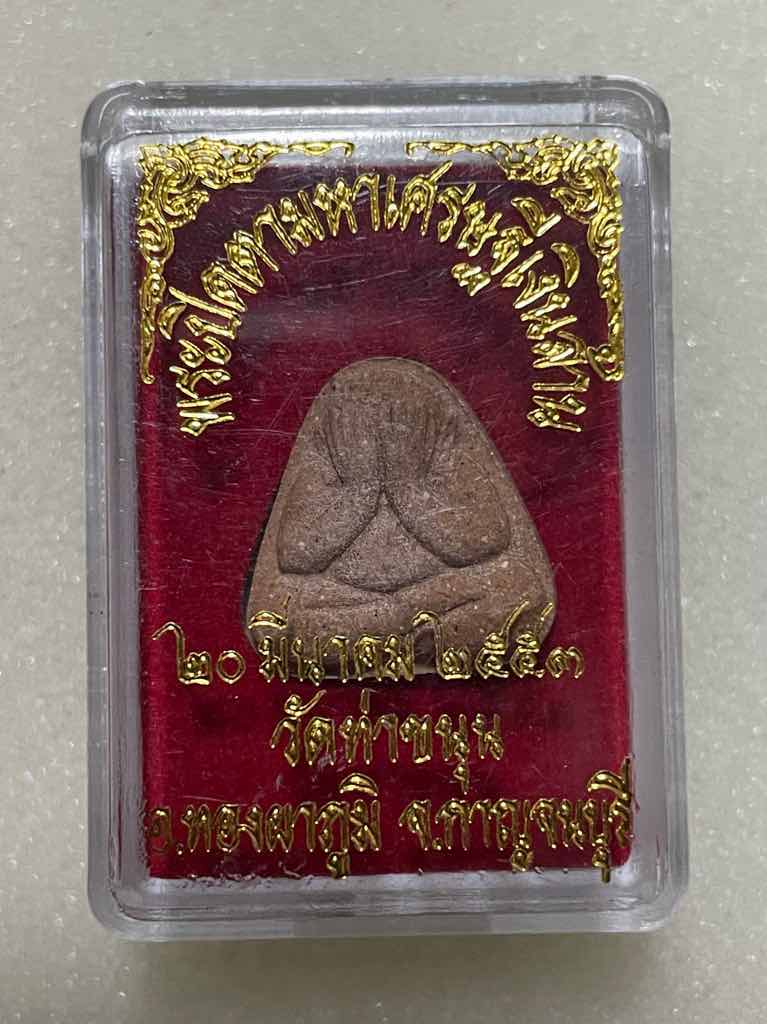 พระปิดตามหาเศรษฐีเงินล้าน
๒๐ มีนาคม ๒๕๕๓
วัดท่าขนุน
อ.ทองผาภูมิ จ.กาญจนบุรี